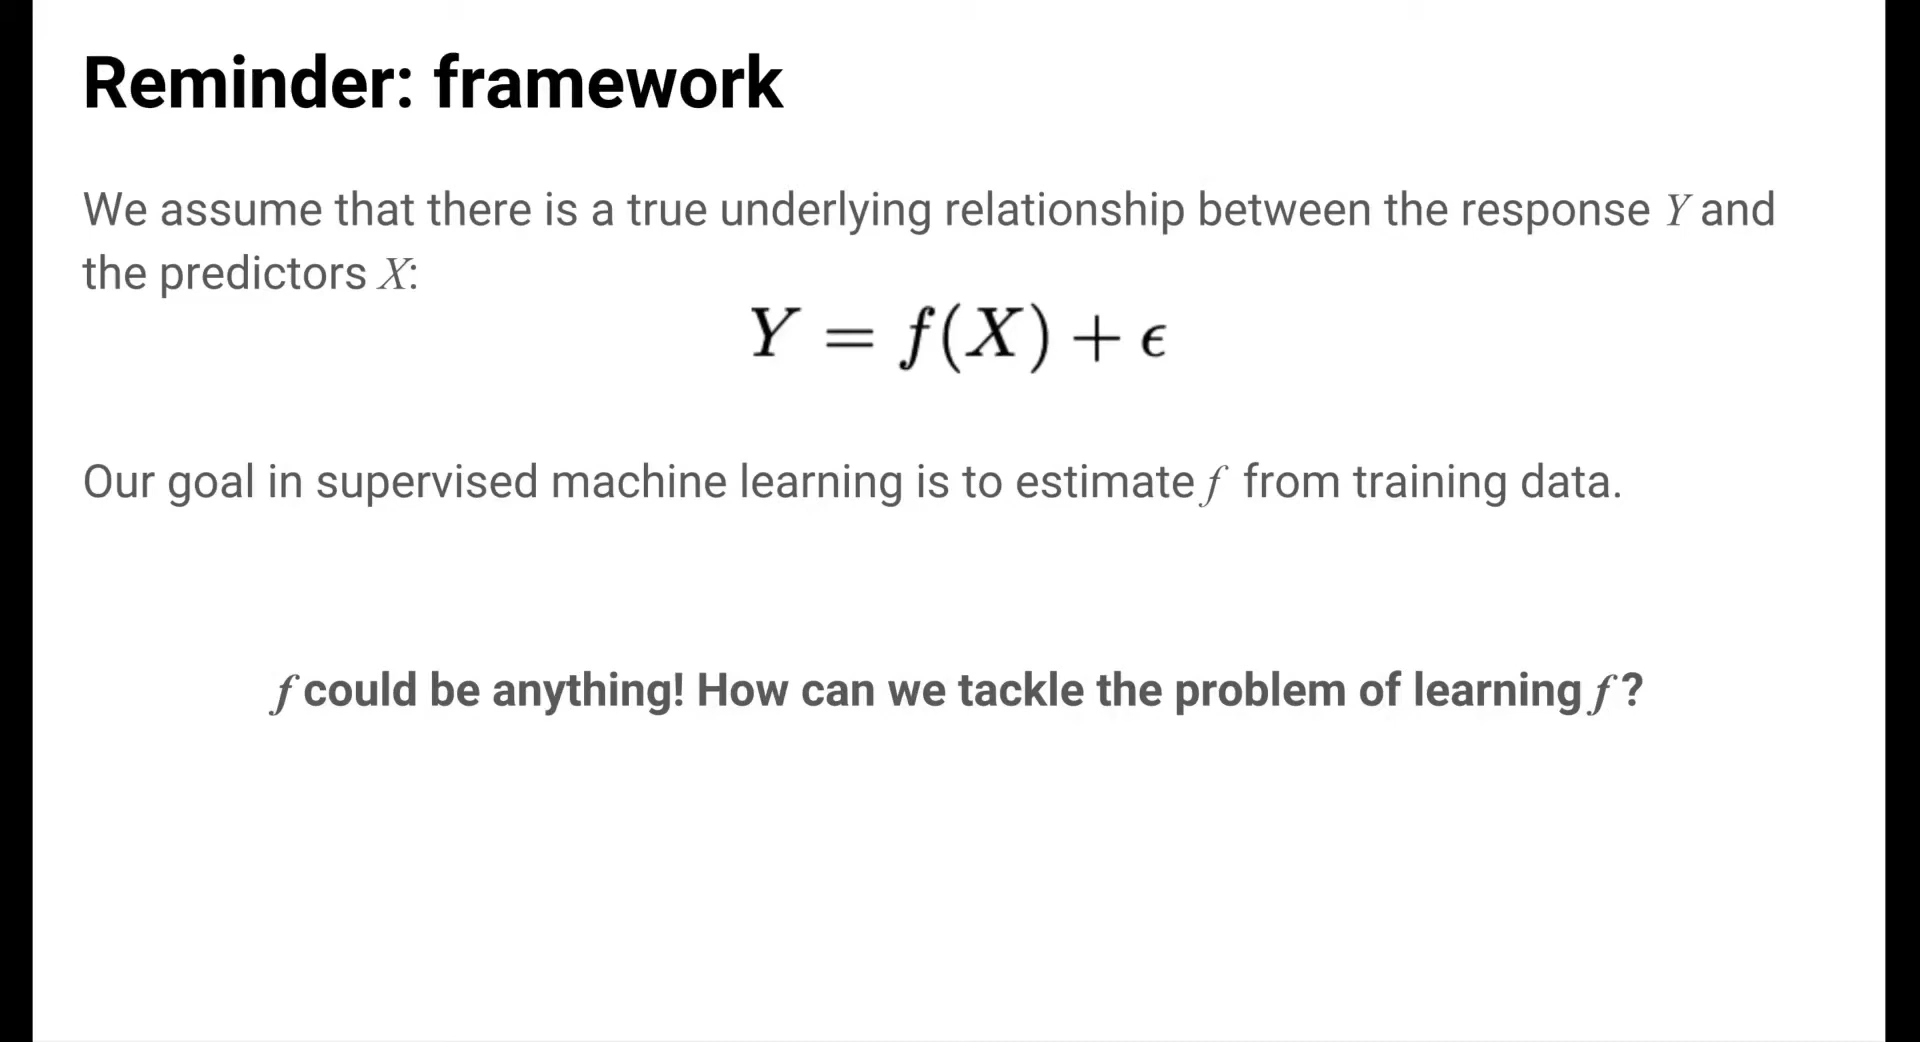 Reminder: framework
We assume that there is a true underlying relationship between the response Y and
the predictors X:
Y = f(X) + ϵ
Our goal in supervised machine learning is to estimate f from training data.
f could be anything! How can we tackle the problem of learning f?